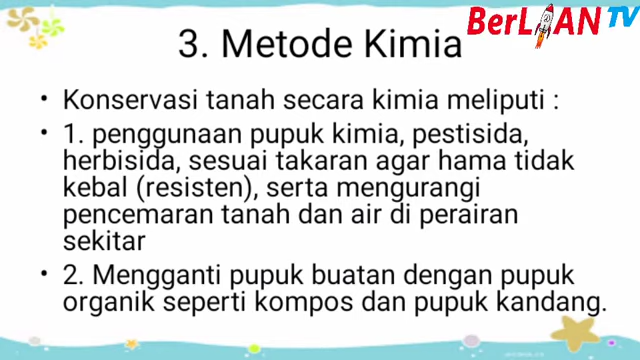 BerLIAN TV
3. Metode Kimia
• Konservasi tanah secara kimia meliputi :
• 1. penggunaan pupuk kimia, pestisida,
herbisida, sesuai takaran agar hama tidak
kebal (resisten), serta mengurangi
pencemaran tanah dan air di perairan
sekitar
• 2. Mengganti pupuk buatan dengan pupuk
organik seperti kompos dan pupuk kandang.